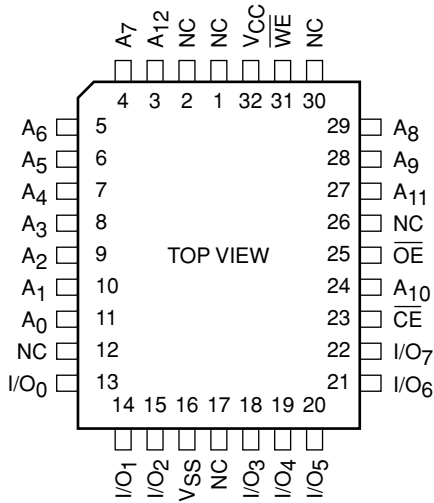 A7 A12 NC NC VCC W̅E̅ NC
4 3 2 1 32 31 30
A6 5 29 A8
A5 6 28 A9
A4 7 27 A11
A3 8 26 NC
A2 9 TOP VIEW 25 O̅E̅
A1 10 24 A10
A0 11 23 C̅E̅
NC 12 22 I/O7
I/O0 13 21 I/O6
14 15 16 17 18 19 20
I/O1 I/O2 VSS NC I/O3 I/O4 I/O5